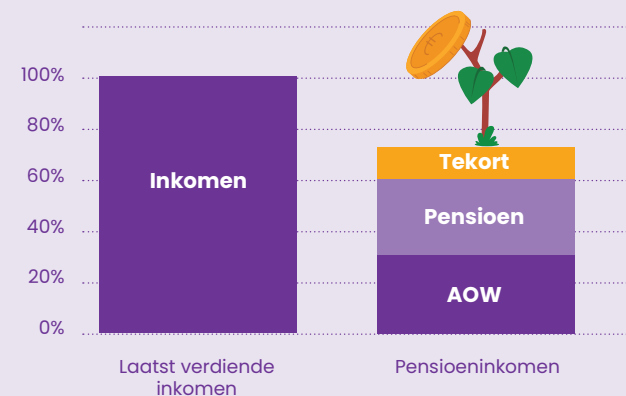 100%
80%
60%
40%
20%
0%
Inkomen
Tekort
Pensioen
AOW
Laatst verdiende
inkomen
Pensioeninkomen